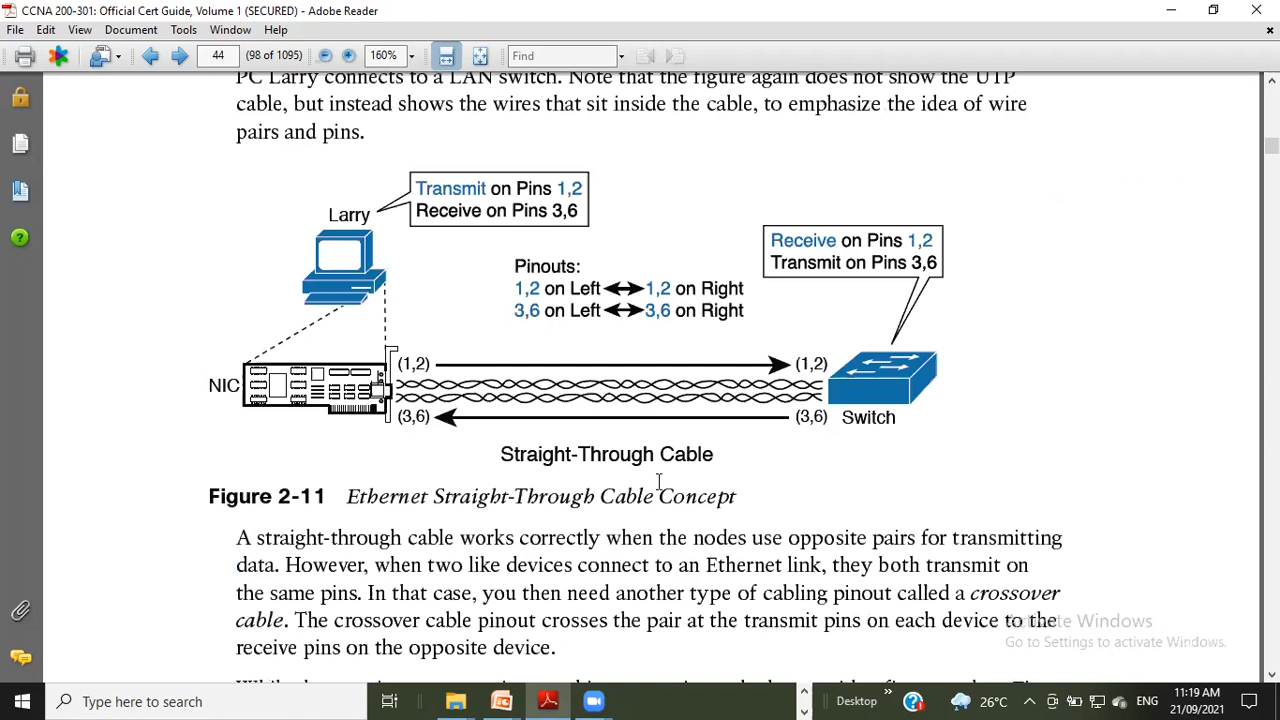 CCNA 200-301: Official Cert Guide, Volume 1 (SECURED) - Adobe Reader
File Edit View Document Tools Window Help
44 (98 of 1095) 160% Find
PC Larry connects to a LAN switch. Note that the figure again does not show the UTP
cable, but instead shows the wires that sit inside the cable, to emphasize the idea of wire
pairs and pins.
Transmit on Pins 1,2
Receive on Pins 3,6
Larry
Receive on Pins 1,2
Transmit on Pins 3,6
Pinouts:
1,2 on Left 1,2 on Right
3,6 on Left 3,6 on Right
(1,2) (1,2)
NIC
(3,6) (3,6) Switch
Straight-Through Cable
Figure 2-11 Ethernet Straight-Through Cable Concept
A straight-through cable works correctly when the nodes use opposite pairs for transmitting
data. However, when two like devices connect to an Ethernet link, they both transmit on
the same pins. In that case, you then need another type of cabling pinout called a crossover
cable. The crossover cable pinout crosses the pair at the transmit pins on each device to the
receive pins on the opposite device.
Activate Windows
Go to Settings to activate Windows.
Type here to search
Desktop
26°C
ENG
11:19 AM
21/09/2021